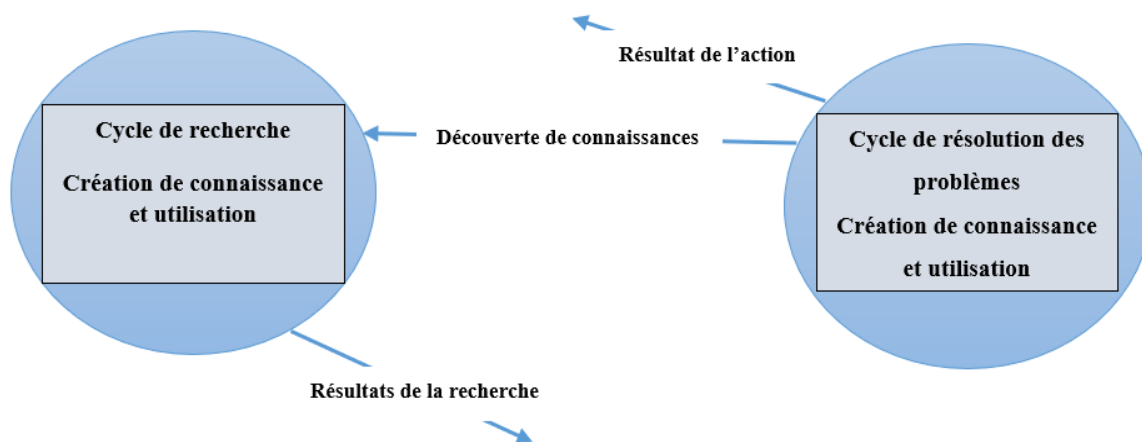 Résultat de l’action
Cycle de recherche
Création de connaissance
et utilisation
Découverte de connaissances
Cycle de résolution des
problèmes
Création de connaissance
et utilisation
Résultats de la recherche